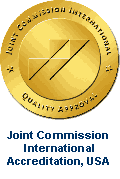 JOINT COMMISSION INTERNATIONAL
QUALITY APPROVAL
Joint Commission
International
Accreditation, USA